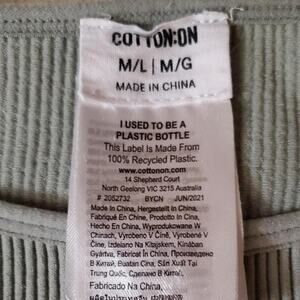 COTTON:ON
M/L | M/G
MADE IN CHINA
I USED TO BE A
PLASTIC BOTTLE
This Label Is Made From
100% Recycled Plastic.
www.cottonon.com
14 Shepherd Court
North Geelong VIC 3215 Australia
# 2052732 BYCN JUN/2021
Made In China, Hergestellt In China,
Fabriqué En Chine, Prodotto In Cina,
Hecho En China, Wyprodukowane W
Chinach, Vyrobeno V Číně, Vyrobené V
Číne, Izdelano Na Kitajskem, Kínában
Gyártva, Fabricat În China, Произведено
В Китай, Buatan Cina, Sản Xuất Tại
Trung Quốc, Сделано В Китаї,
Fabricado Na China,